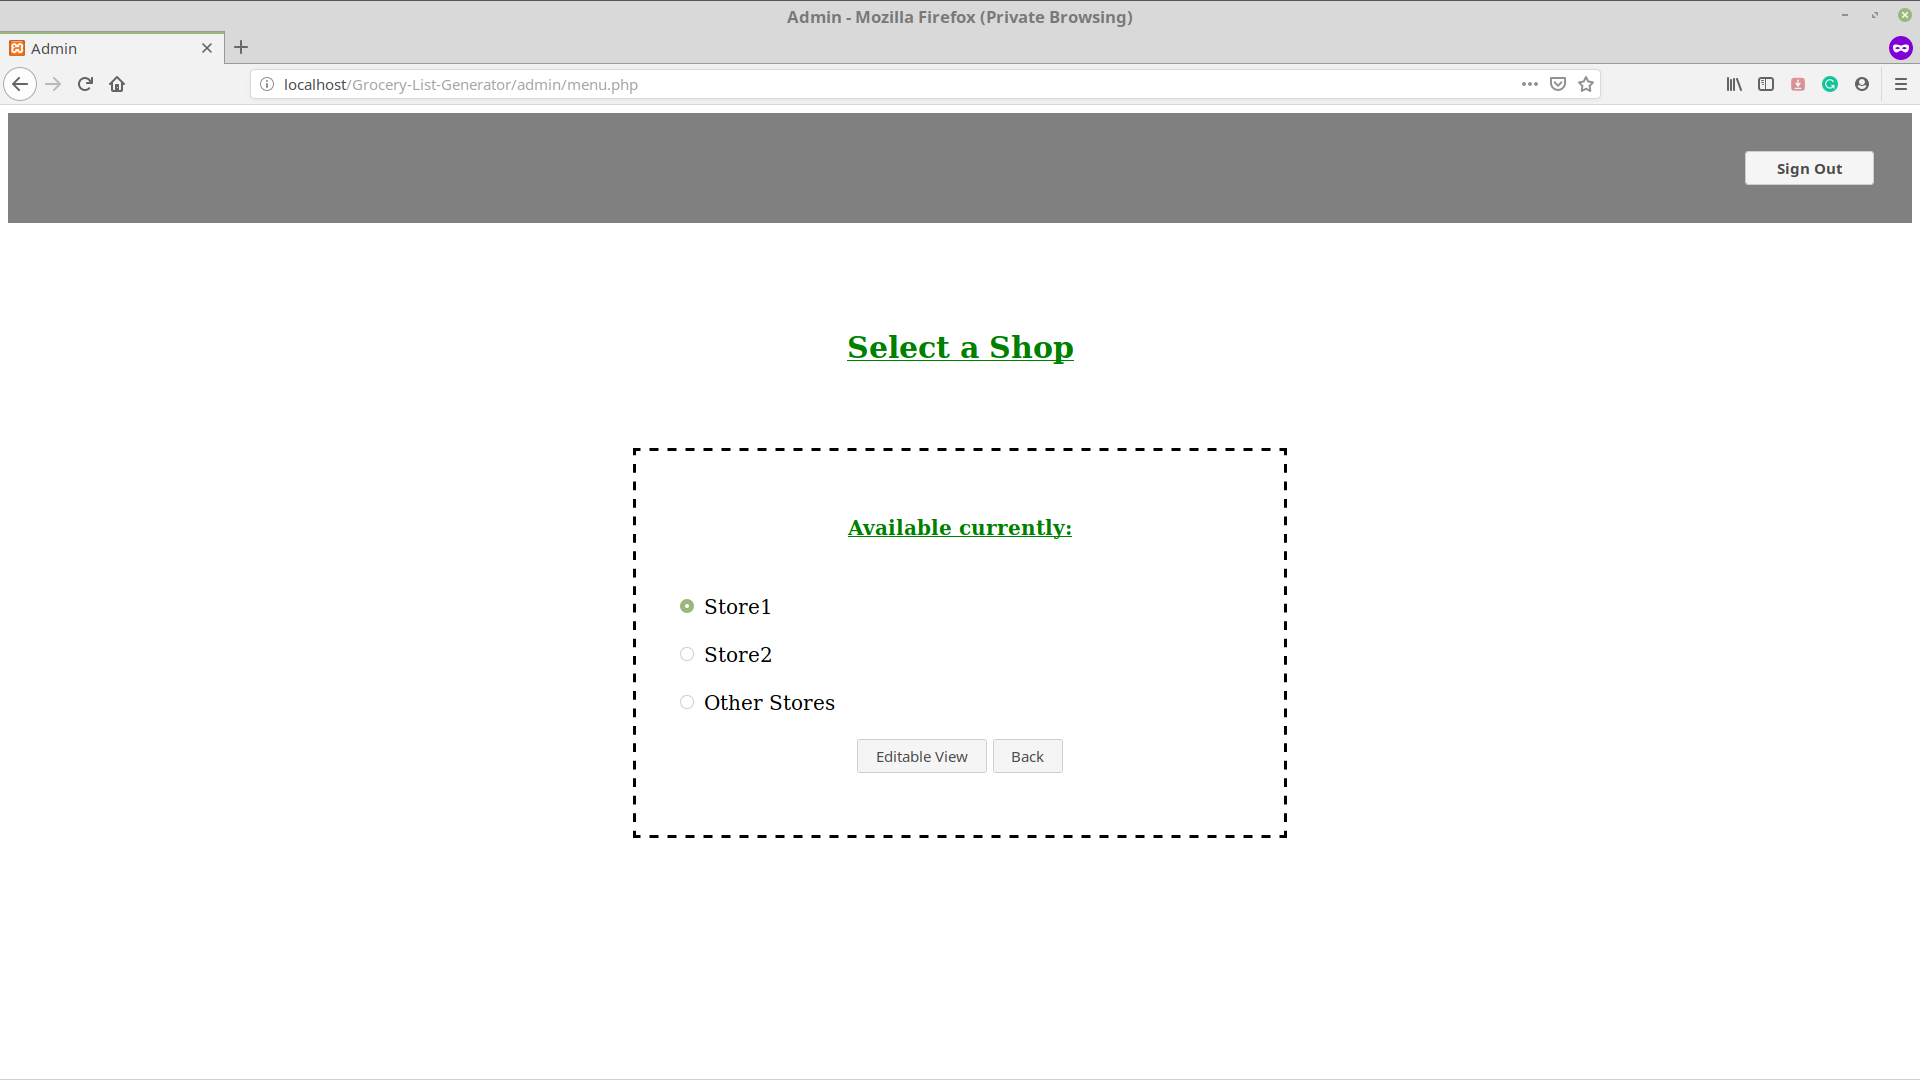 Admin - Mozilla Firefox (Private Browsing)
Admin
localhost/Grocery-List-Generator/admin/menu.php
Sign Out
Select a Shop
Available currently:
Store1
Store2
Other Stores
Editable View Back